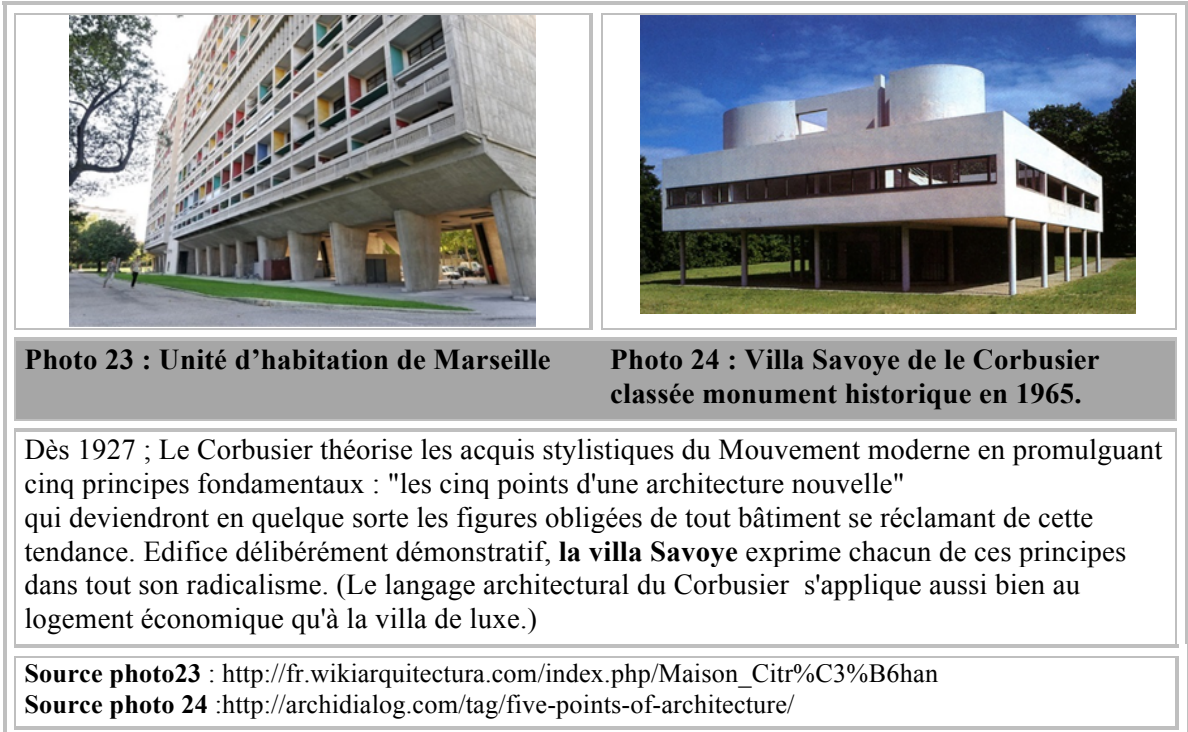 Photo 23 : Unité d’habitation de Marseille
Photo 24 : Villa Savoye de le Corbusier
classée monument historique en 1965.
Dès 1927 ; Le Corbusier théorise les acquis stylistiques du Mouvement moderne en promulguant
cinq principes fondamentaux : "les cinq points d'une architecture nouvelle"
qui deviendront en quelque sorte les figures obligées de tout bâtiment se réclamant de cette
tendance. Edifice délibérément démonstratif, la villa Savoye exprime chacun de ces principes
dans tout son radicalisme. (Le langage architectural du Corbusier  s'applique aussi bien au
logement économique qu'à la villa de luxe.)
Source photo23 : http://fr.wikiarquitectura.com/index.php/Maison_Citr%C3%B6han
Source photo 24 :http://archidialog.com/tag/five-points-of-architecture/